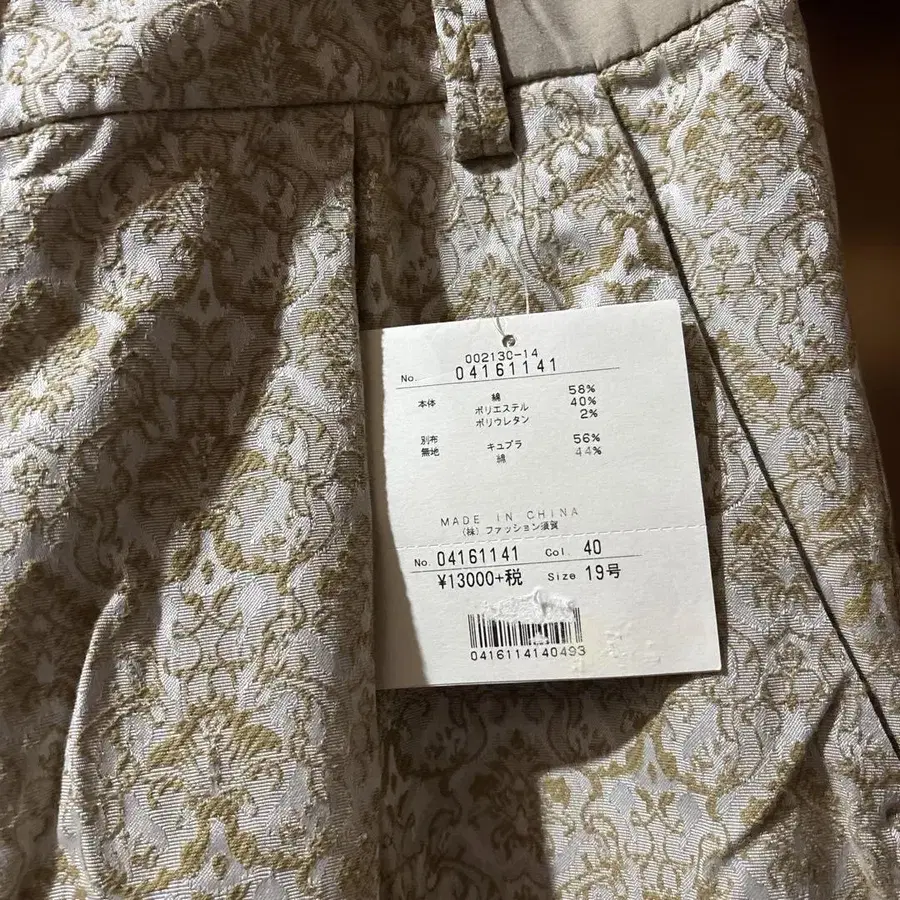 00213C-14
No. 04161141
本体 綿 58%
ポリエステル 40%
ポリウレタン 2%
別布 キュプラ 56%
無地 綿 44%
MADE IN CHINA
(株) ファッション須賀
No. 04161141 Col. 40
¥13000+税 Size 19号
0416114140493